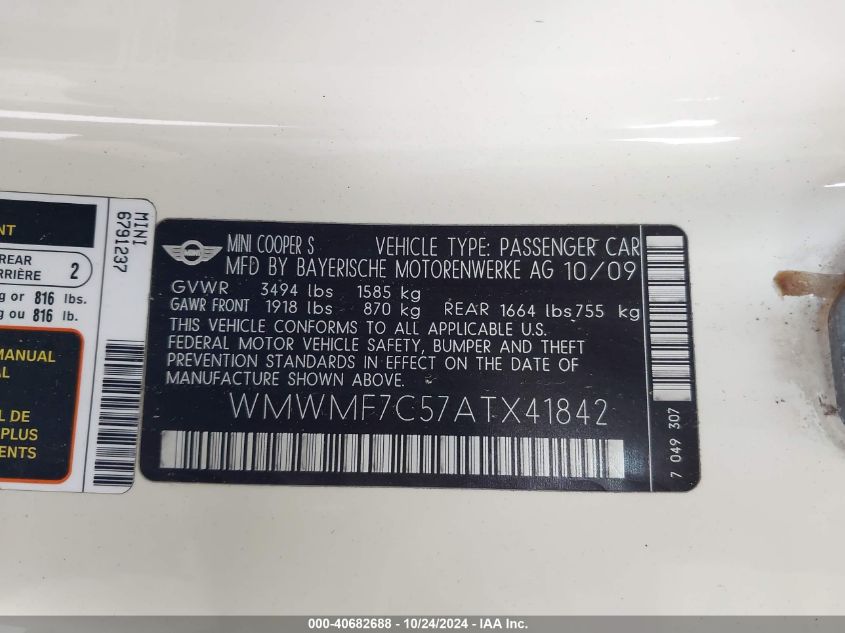 MINI
6791237
NT
REAR
RRIÈRE 2
g or 816 lbs.
g ou 816 lb.
MANUAL
AL
L DE
PLUS
ENTS
MINI COOPER S VEHICLE TYPE: PASSENGER CAR
MFD BY BAYERISCHE MOTORENWERKE AG 10/09
GVWR 3494 lbs 1585 kg
GAWR FRONT 1918 lbs 870 kg REAR 1664 lbs 755 kg
THIS VEHICLE CONFORMS TO ALL APPLICABLE U.S.
FEDERAL MOTOR VEHICLE SAFETY, BUMPER AND THEFT
PREVENTION STANDARDS IN EFFECT ON THE DATE OF
MANUFACTURE SHOWN ABOVE.
WMWMF7C57ATX41842
7 049 307
000-40682688 - 10/24/2024 - IAA Inc.